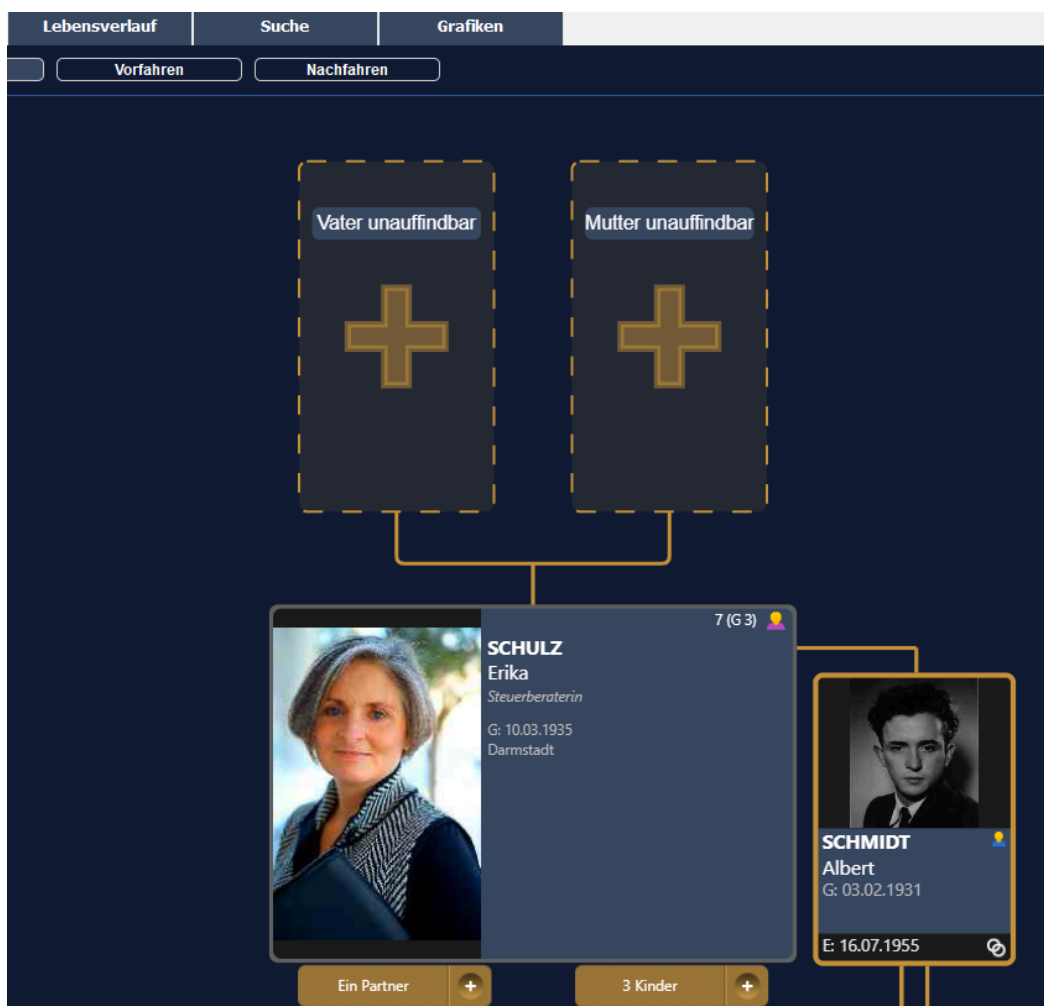 Lebensverlauf
Suche
Grafiken
Vorfahren
Nachfahren
Vater unauffindbar
Mutter unauffindbar
7 (G 3)
SCHULZ
Erika
Steuerberaterin
G: 10.03.1935
Darmstadt
SCHMIDT
Albert
G: 03.02.1931
E: 16.07.1955
Ein Partner
3 Kinder